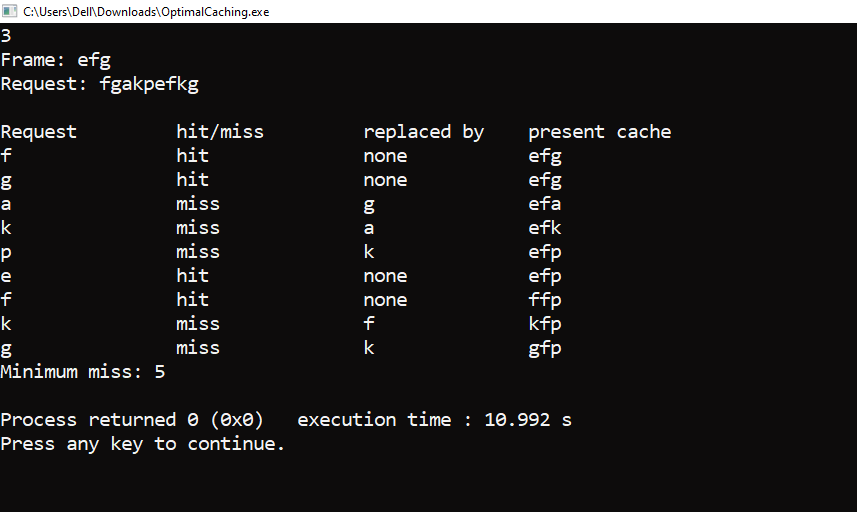 C:\Users\Dell\Downloads\OptimalCaching.exe
3
Frame: efg
Request: fgakpefkg
Request hit/miss replaced by present cache
f hit none efg
g hit none efg
a miss g efa
k miss a efk
p miss k efp
e hit none efp
f hit none ffp
k miss f kfp
g miss k gfp
Minimum miss: 5
Process returned 0 (0x0) execution time : 10.992 s
Press any key to continue.